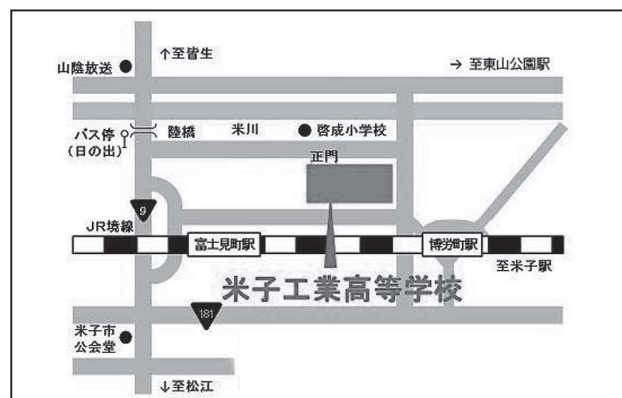 ↑至皆生
山陰放送
→ 至東山公園駅
バス停
(日の出)
陸橋
米川
啓成小学校
正門
9
JR境線
富士見町駅
博労町駅
至米子駅
米子工業高等学校
181
米子市
公会堂
↓至松江